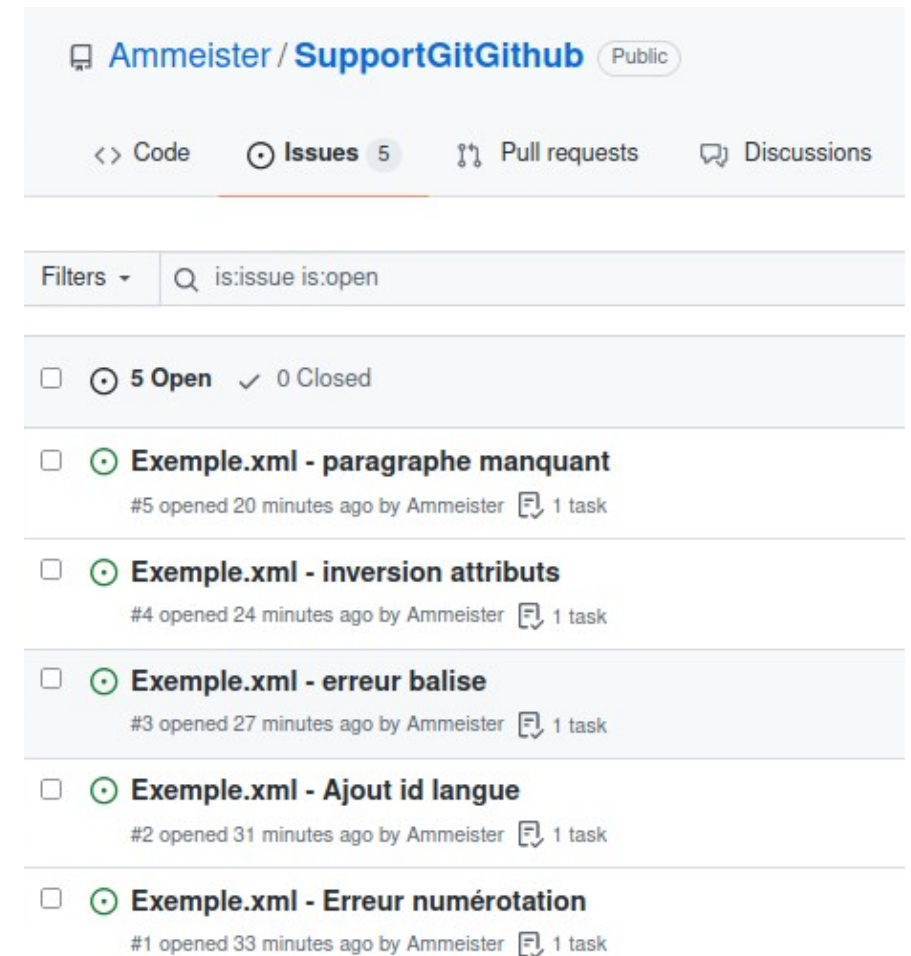 Ammeister / SupportGitGithub Public
Code Issues 5 Pull requests Discussions
Filters is:issue is:open
5 Open 0 Closed
Exemple.xml - paragraphe manquant
#5 opened 20 minutes ago by Ammeister 1 task
Exemple.xml - inversion attributs
#4 opened 24 minutes ago by Ammeister 1 task
Exemple.xml - erreur balise
#3 opened 27 minutes ago by Ammeister 1 task
Exemple.xml - Ajout id langue
#2 opened 31 minutes ago by Ammeister 1 task
Exemple.xml - Erreur numérotation
#1 opened 33 minutes ago by Ammeister 1 task